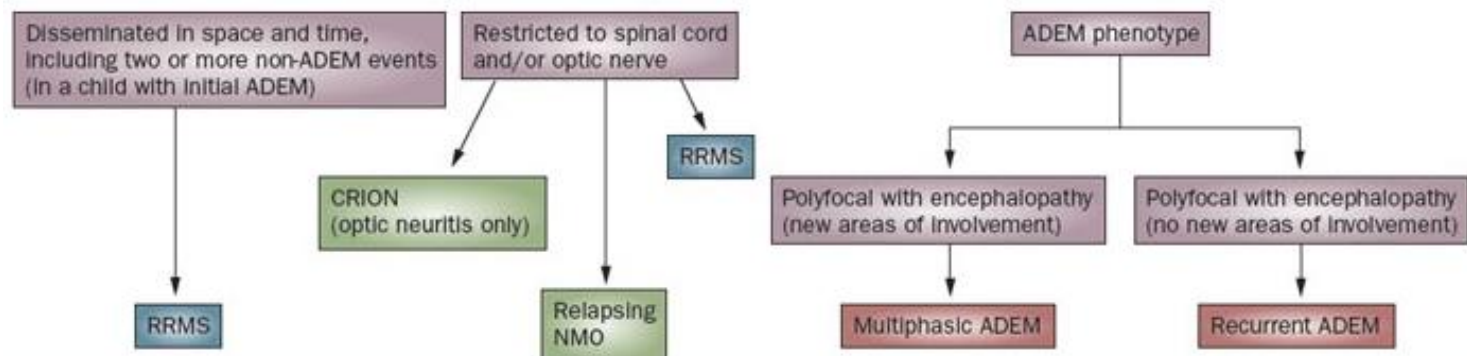 Disseminated in space and time,
including two or more non-ADEM events
(in a child with initial ADEM)
Restricted to spinal cord
and/or optic nerve
ADEM phenotype
RRMS
CRION
(optic neuritis only)
Polyfocal with encephalopathy
(new areas of involvement)
Polyfocal with encephalopathy
(no new areas of involvement)
RRMS
Relapsing
NMO
Multiphasic ADEM
Recurrent ADEM